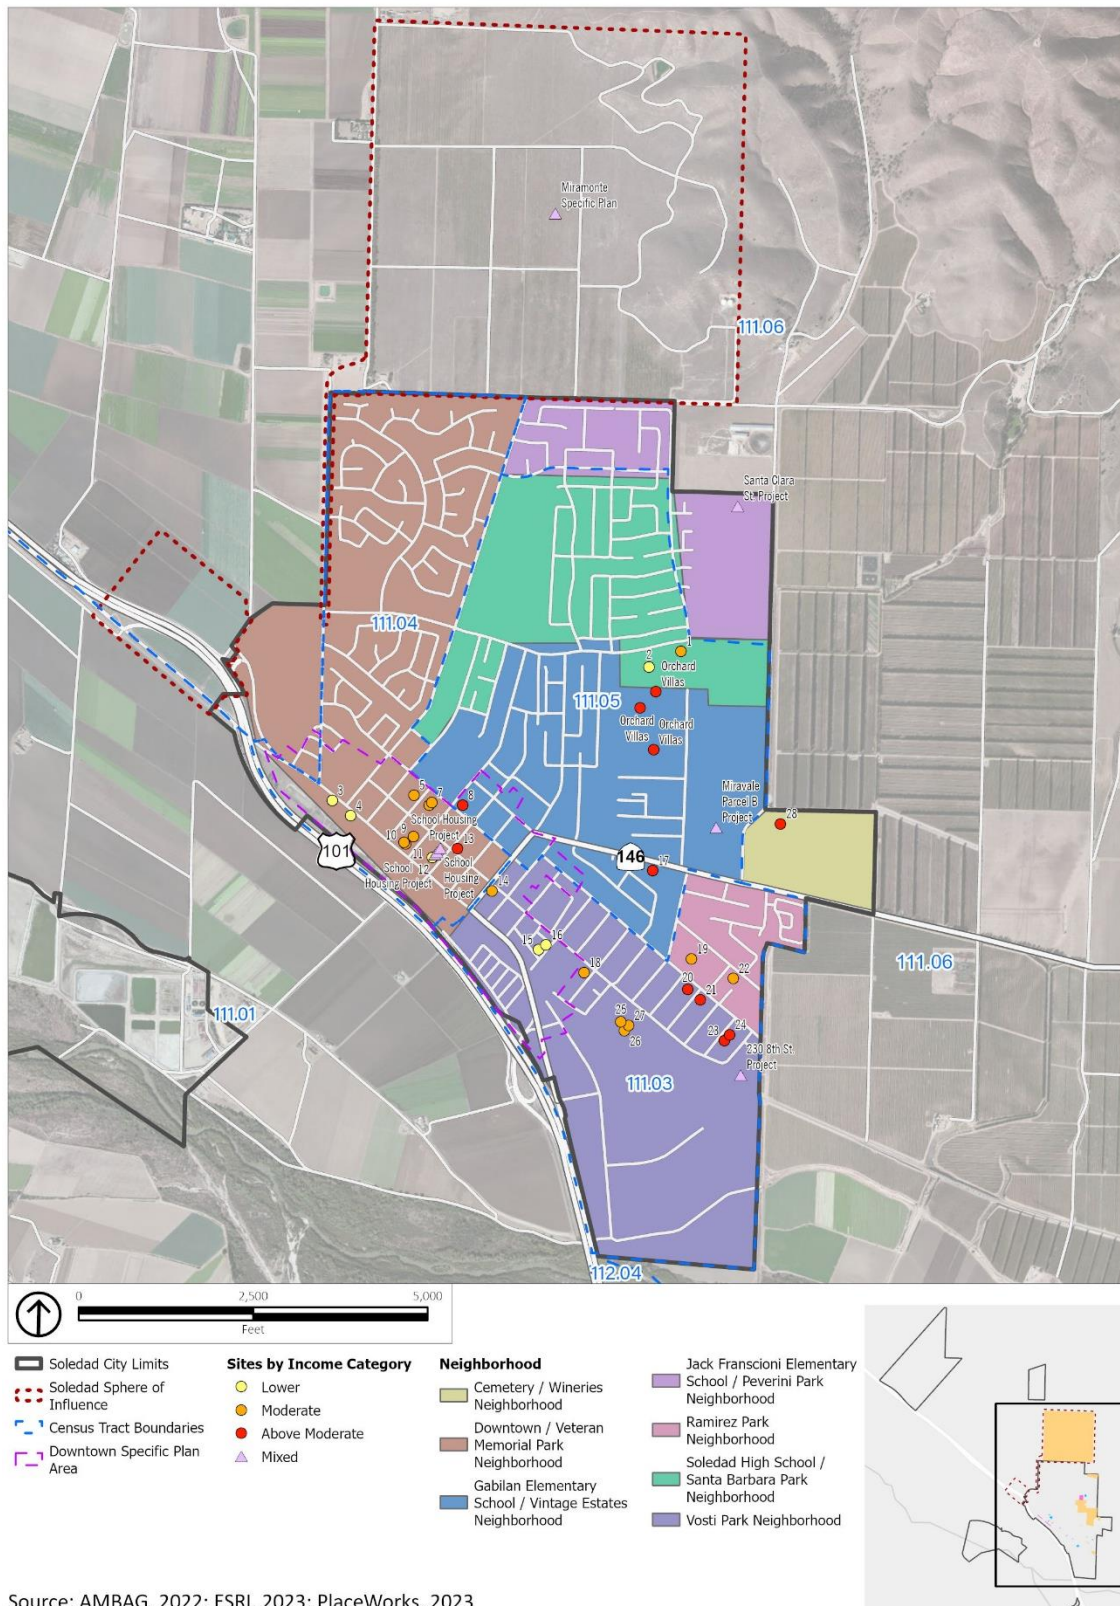 Miramonte
Specific Plan
111.06
Santa Clara
St. Project
111.04
1
2
Orchard
Villas
111.05
Orchard
Villas
Orchard
Villas
Miravale
Parcel B
Project
28
3
4
5
7
8
School Housing
Project
9
10
11
12
13
School
Housing Project
School
Housing
Project
101
146
17
14
15
16
18
19
20
21
22
111.06
23
24
25
27
26
230 8th St.
Project
111.01
111.03
112.04
0
2,500
5,000
Feet
Soledad City Limits
Soledad Sphere of
Influence
Census Tract Boundaries
Downtown Specific Plan
Area
Sites by Income Category
Lower
Moderate
Above Moderate
Mixed
Neighborhood
Cemetery / Wineries
Neighborhood
Downtown / Veteran
Memorial Park
Neighborhood
Gabilan Elementary
School / Vintage Estates
Neighborhood
Jack Franscioni Elementary
School / Peverini Park
Neighborhood
Ramirez Park
Neighborhood
Soledad High School /
Santa Barbara Park
Neighborhood
Vosti Park Neighborhood
Source: AMBAG, 2022; ESRI, 2023; PlaceWorks, 2023